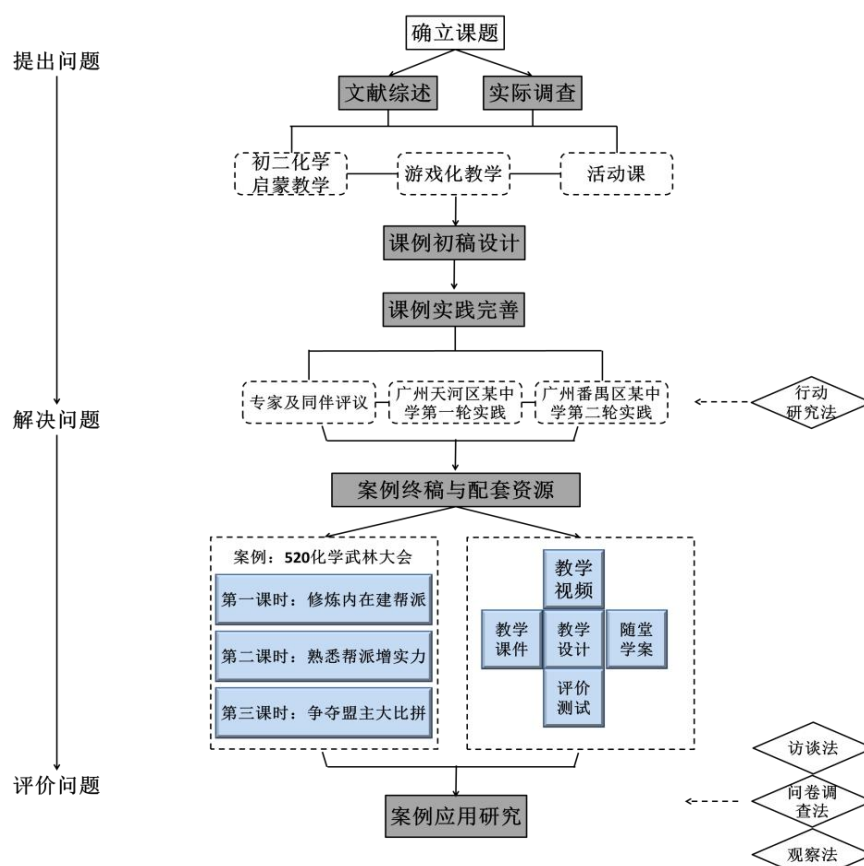 确立课题
提出问题
文献综述
实际调查
初二化学
启蒙教学
游戏化教学
活动课
课例初稿设计
课例实践完善
专家及同伴评议
广州天河区某中
学第一轮实践
广州番禺区某中
学第二轮实践
行动
研究法
解决问题
案例终稿与配套资源
案例：520化学武林大会
第一课时：修炼内在建帮派
第二课时：熟悉帮派增实力
第三课时：争夺盟主大比拼
教学
视频
教学
课件
教学
设计
随堂
学案
评价
测试
访谈法
评价问题
问卷调
查法
案例应用研究
观察法